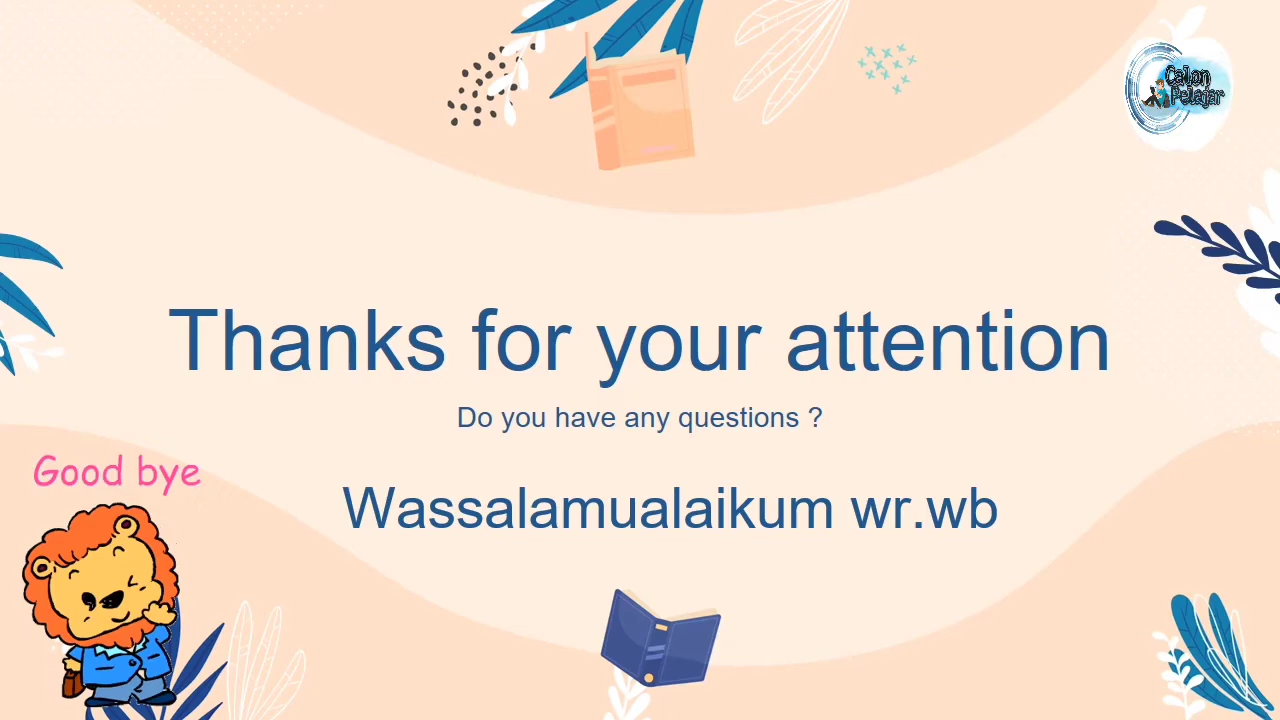 Calon
Pelajar
Thanks for your attention
Do you have any questions ?
Good bye
Wassalamualaikum wr.wb